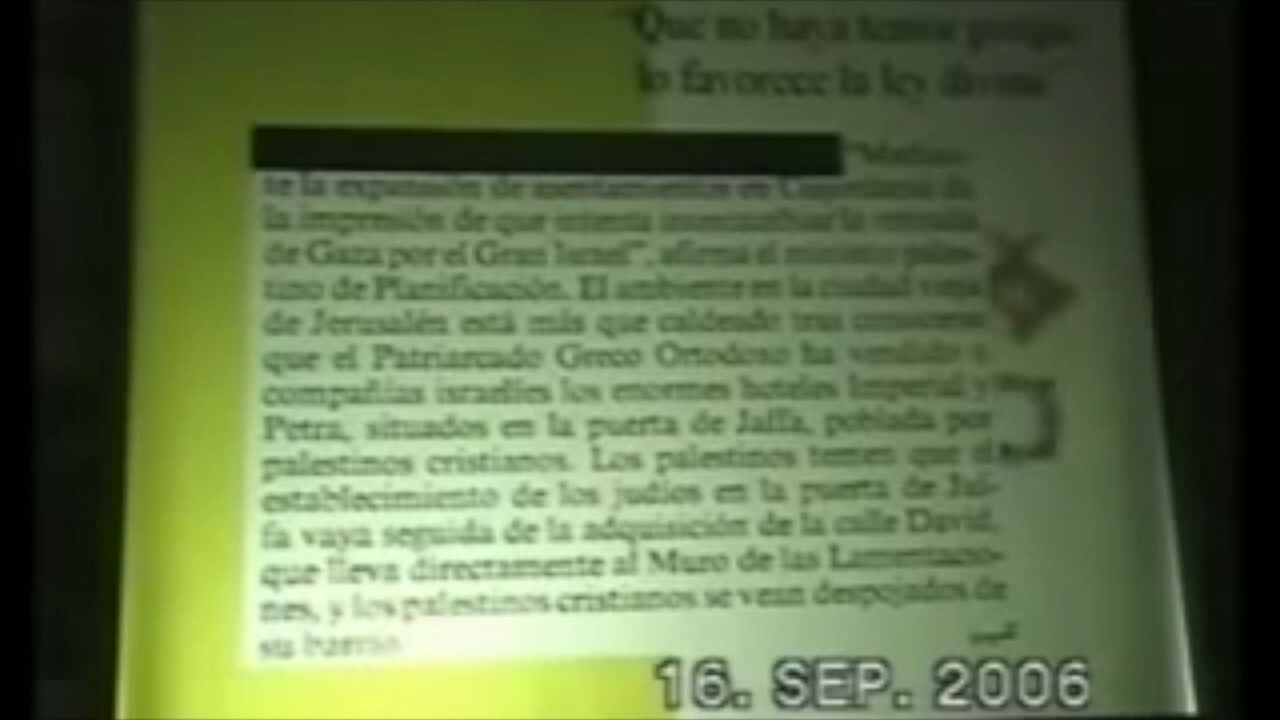 "Que no haya temor porque
lo favorece la ley divina"
"Median-
te la expansión de asentamientos en Cisjordania da
la impresión de que intenta intercambiar la retirada
de Gaza por el Gran Israel", afirma el ministro pales-
tino de Planificación. El ambiente en la ciudad vieja
de Jerusalén está más que caldeado tras conocerse
que el Patriarcado Greco Ortodoxo ha vendido a
compañías israelíes los enormes hoteles Imperial y
Petra, situados en la puerta de Jaffa, poblada por
palestinos cristianos. Los palestinos temen que el
establecimiento de los judíos en la puerta de Jaf-
fa vaya seguida de la adquisición de la calle David,
que lleva directamente al Muro de las Lamentacio-
nes, y los palestinos cristianos se vean despojados de
su barrio.
16. SEP. 2006